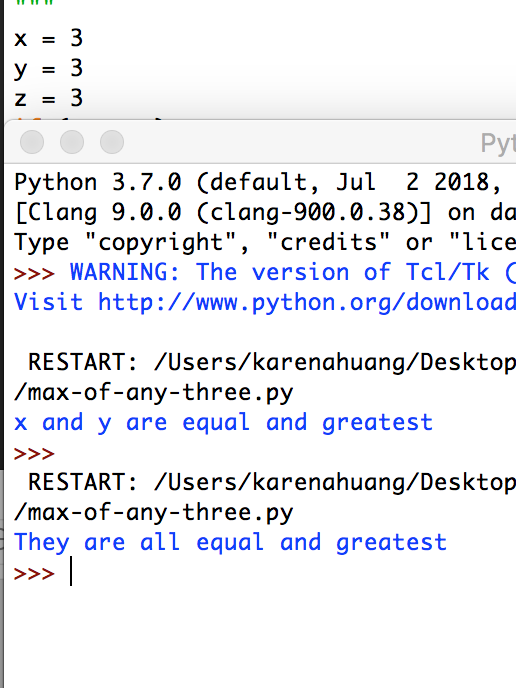 x = 3
y = 3
z = 3
Python 3.7.0 (default, Jul  2 2018,
[Clang 9.0.0 (clang-900.0.38)] on da
Type "copyright", "credits" or "lice
>>> WARNING: The version of Tcl/Tk (
Visit http://www.python.org/download
 RESTART: /Users/karenahuang/Desktop
/max-of-any-three.py
x and y are equal and greatest
>>>
 RESTART: /Users/karenahuang/Desktop
/max-of-any-three.py
They are all equal and greatest
>>>